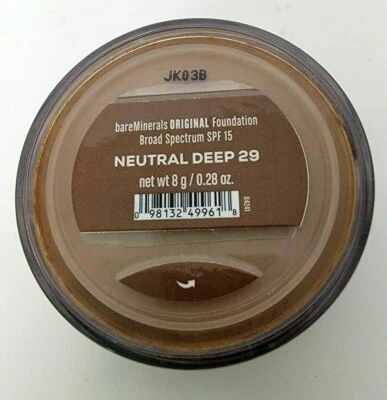 JK03B
bareMinerals ORIGINAL Foundation
Broad Spectrum SPF 15
NEUTRAL DEEP 29
net wt 8 g / 0.28 oz.
0 98132 49961 8